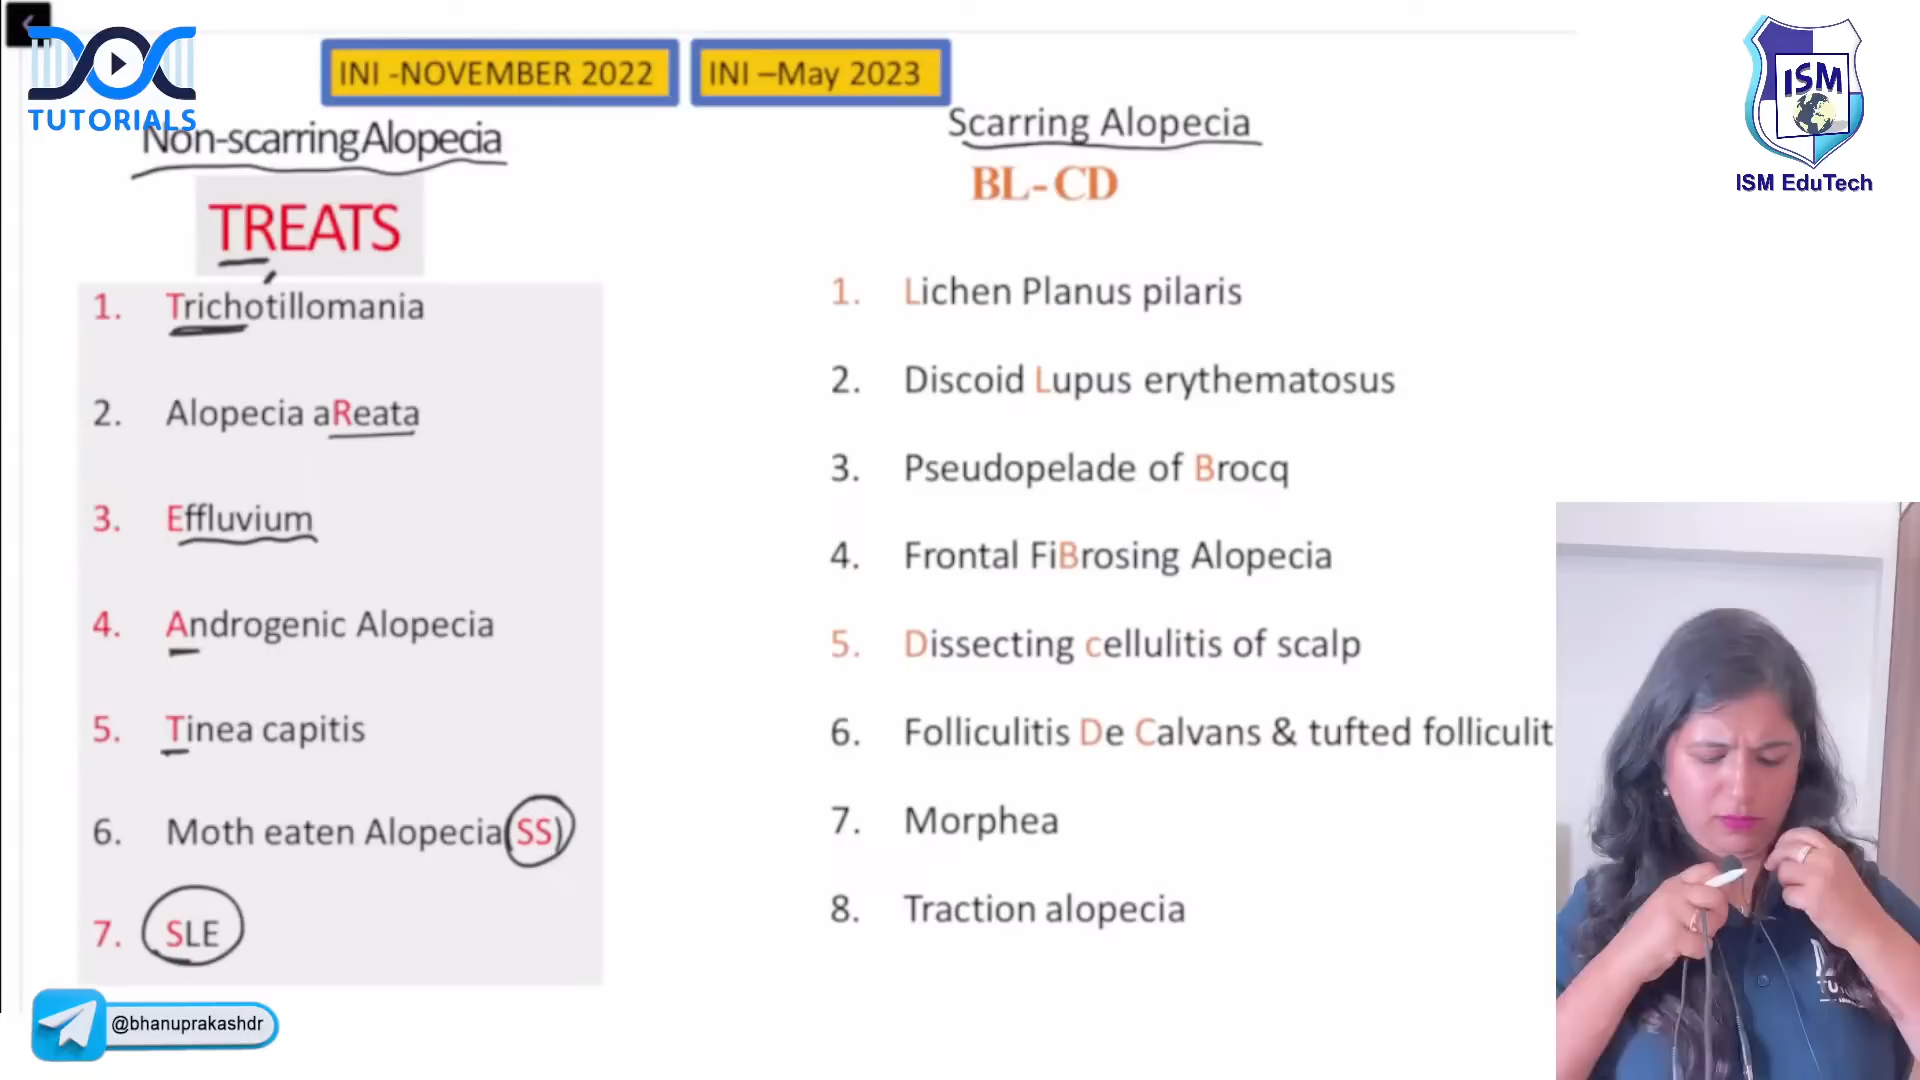 DOC
TUTORIALS
INI -NOVEMBER 2022
INI –May 2023
ISM
ISM EduTech
Non-scarring Alopecia
TREATS
1. Trichotillomania
2. Alopecia aReata
3. Effluvium
4. Androgenic Alopecia
5. Tinea capitis
6. Moth eaten Alopecia(SS)
7. SLE
Scarring Alopecia
BL-CD
1. Lichen Planus pilaris
2. Discoid Lupus erythematosus
3. Pseudopelade of Brocq
4. Frontal FiBrosing Alopecia
5. Dissecting cellulitis of scalp
6. Folliculitis De Calvans & tufted folliculit
7. Morphea
8. Traction alopecia
@bhanuprakashdr